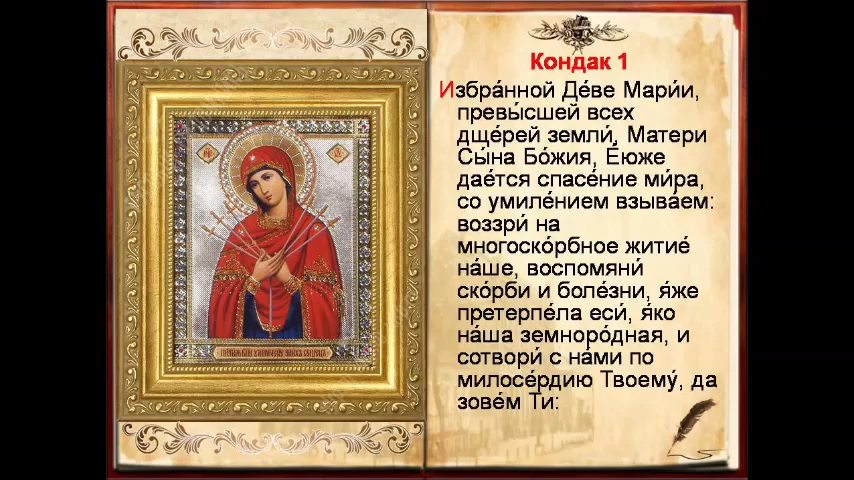 Кондак 1
Избра́нной Де́ве Мари́и,
превы́сшей всех
дще́рей земли́, Матери
Сы́на Бо́жия, Е́юже
дае́тся спасе́ние ми́ра,
со умиле́нием взыва́ем:
воззри́ на
многоско́рбное житие́
на́ше, воспомяни́
ско́рби и боле́зни, я́же
претерпе́ла еси́, я́ко
на́ша земноро́дная, и
сотвори́ с на́ми по
милосе́рдию Твоему́, да
зове́м Ти: